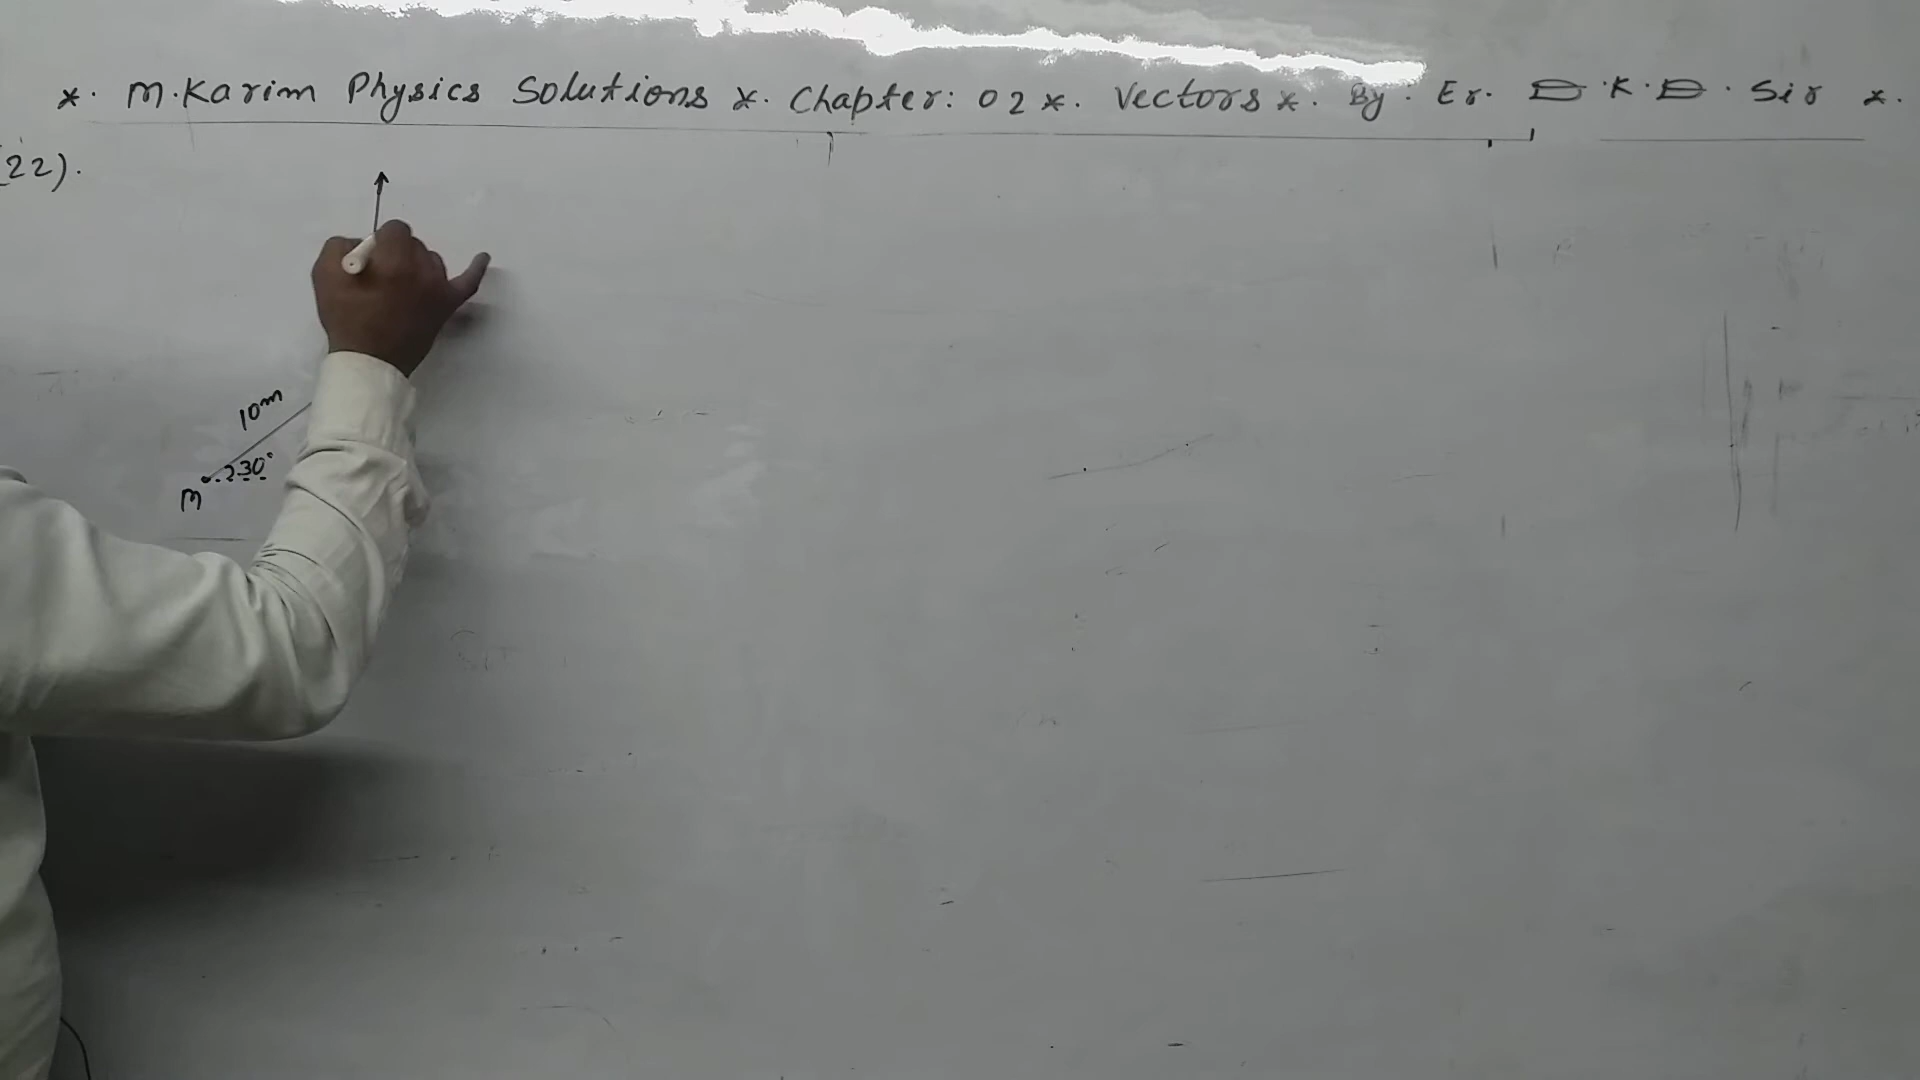 *. M.Karim Physics Solutions *. Chapter: 02 *. Vectors *. By. Er. D.K.D. Sir *.
22).
10m
30°
M